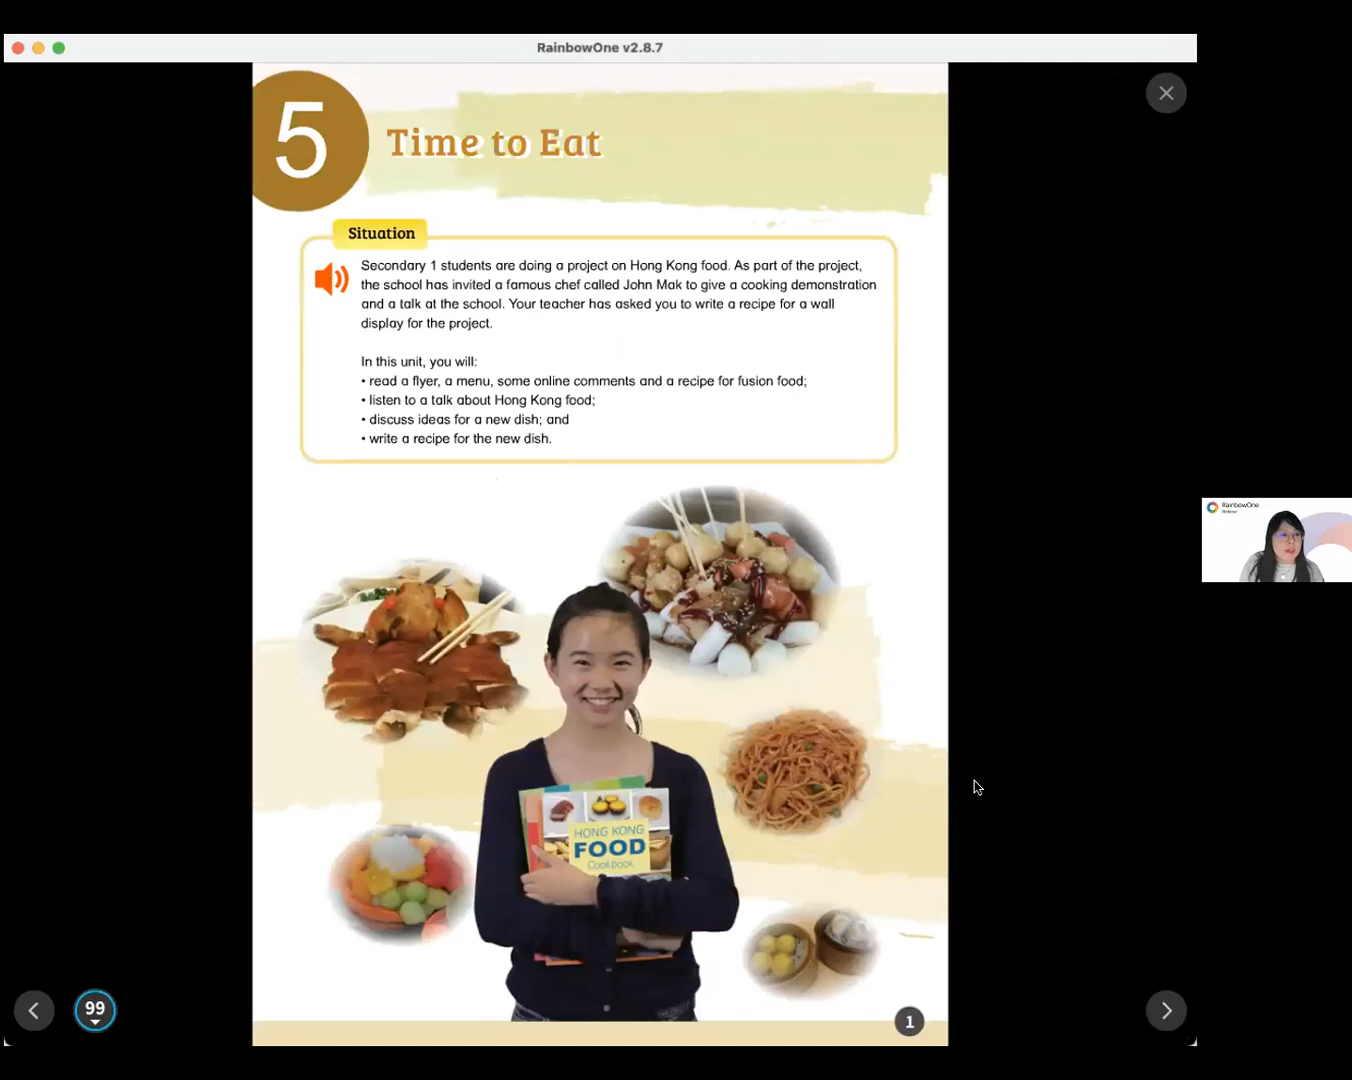 RainbowOne v2.8.7
5
Time to Eat
Situation
Secondary 1 students are doing a project on Hong Kong food. As part of the project,
the school has invited a famous chef called John Mak to give a cooking demonstration
and a talk at the school. Your teacher has asked you to write a recipe for a wall
display for the project.
In this unit, you will:
• read a flyer, a menu, some online comments and a recipe for fusion food;
• listen to a talk about Hong Kong food;
• discuss ideas for a new dish; and
• write a recipe for the new dish.
RainbowOne
Webinar
HONG KONG
FOOD
Cookbook
99
1